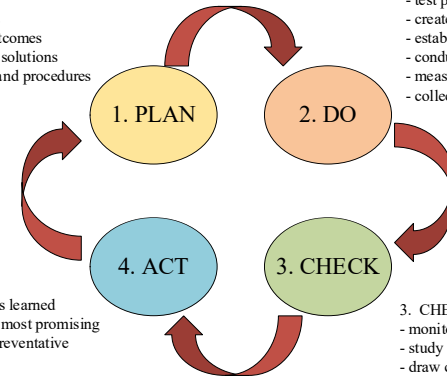 - test p
- create
tcomes
- estab
solutions
- condu
and procedures
- meas
- collec
1. PLAN
2. DO
4. ACT
3. CHECK
s learned
most promising
reventative
3. CHE
- monito
- study
- draw c